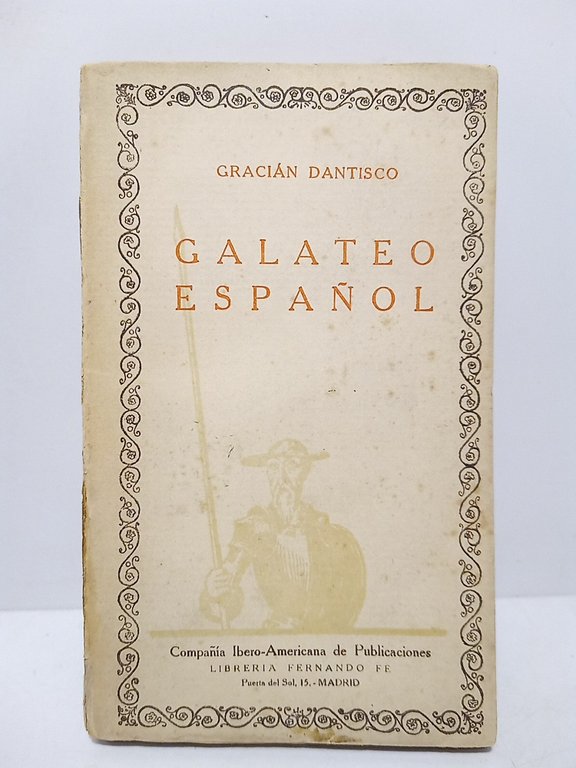 GRACIÁN DANTISCO
GALATEO
ESPAÑOL
Compañía Ibero-Americana de Publicaciones
LIBRERIA FERNANDO FE
Puerta del Sol, 15.-MADRID